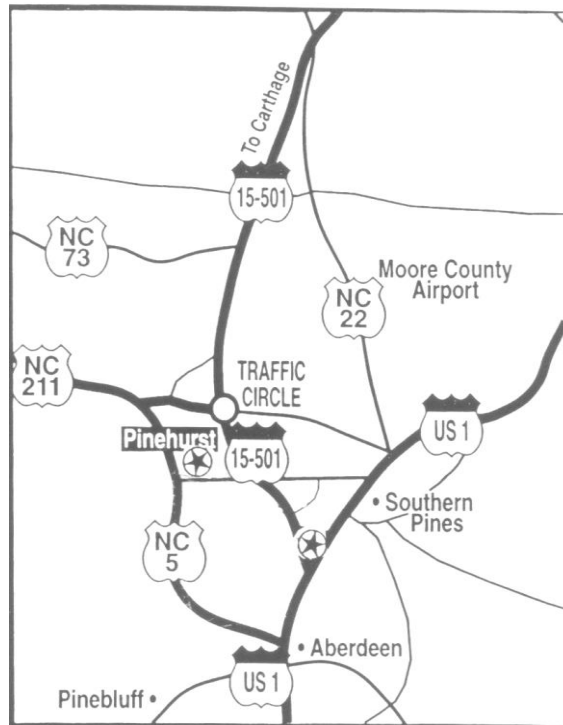 To Carthage
15-501
NC
73
Moore County
Airport
NC
22
NC
211
TRAFFIC
CIRCLE
US 1
Pinehurst
15-501
Southern
Pines
NC
5
Aberdeen
US 1
Pinebluff